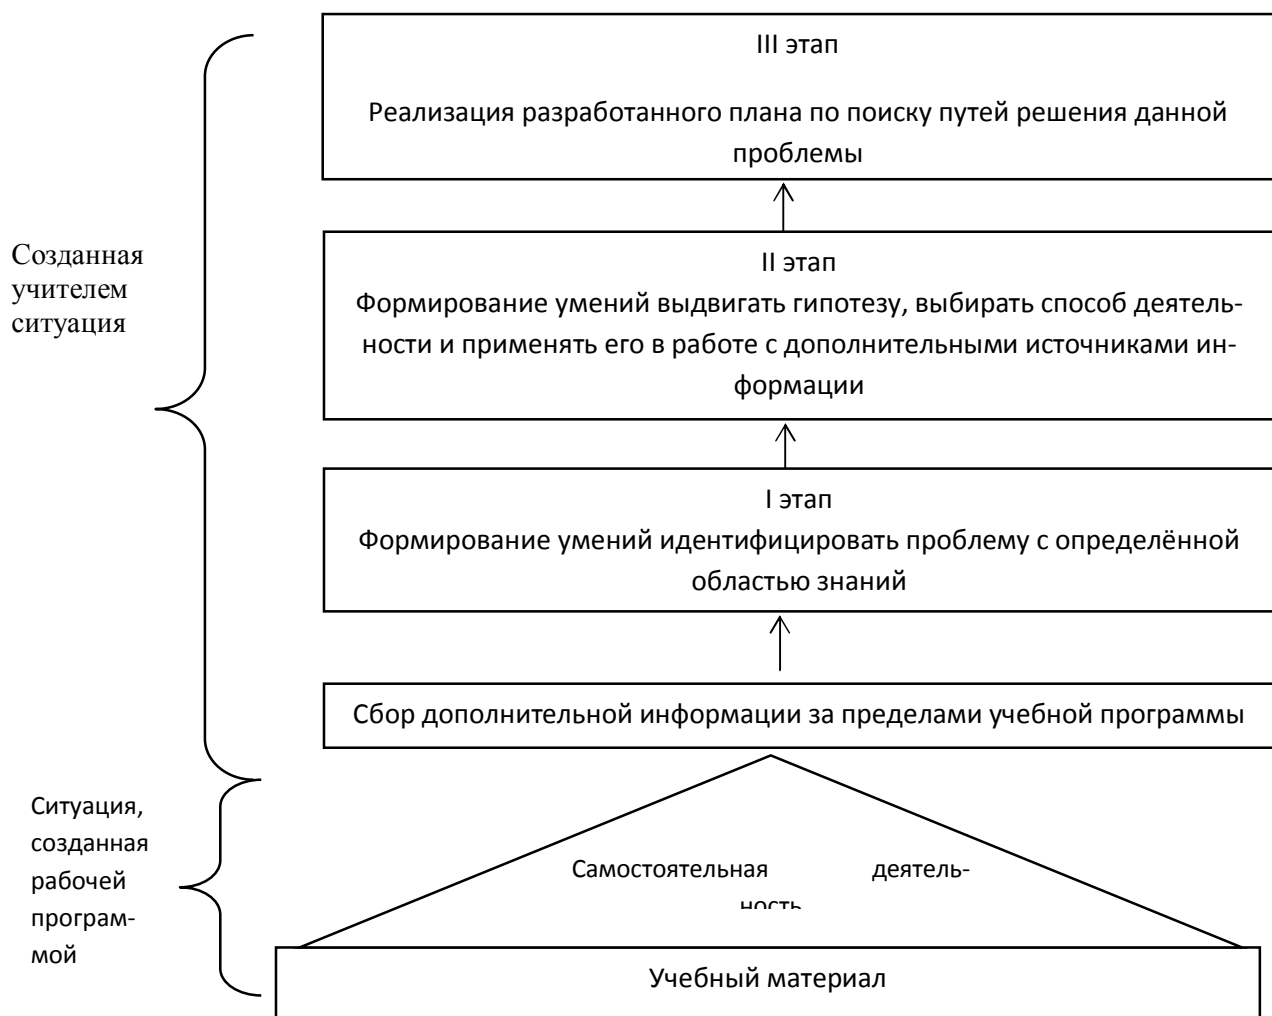 III этап
Реализация разработанного плана по поиску путей решения данной
проблемы
Созданная
учителем
ситуация
II этап
Формирование умений выдвигать гипотезу, выбирать способ деятель-
ности и применять его в работе с дополнительными источниками ин-
формации
I этап
Формирование умений идентифицировать проблему с определённой
областью знаний
Сбор дополнительной информации за пределами учебной программы
Ситуация,
созданная
рабочей
програм-
мой
Самостоятельная деятель-
ность
Учебный материал